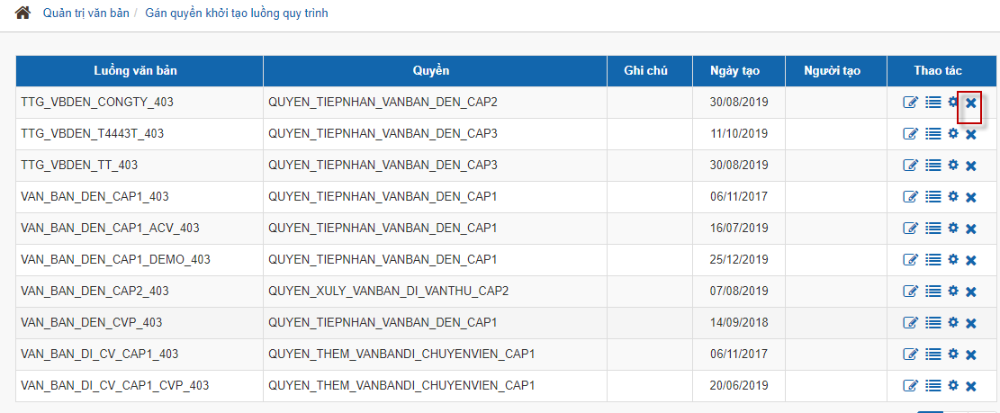 Quản trị văn bản / Gán quyền khởi tạo luồng quy trình
Luồng văn bản Quyền Ghi chú Ngày tạo Người tạo Thao tác
TTG_VBDEN_CONGTY_403 QUYEN_TIEPNHAN_VANBAN_DEN_CAP2 30/08/2019
TTG_VBDEN_T4443T_403 QUYEN_TIEPNHAN_VANBAN_DEN_CAP3 11/10/2019
TTG_VBDEN_TT_403 QUYEN_TIEPNHAN_VANBAN_DEN_CAP3 30/08/2019
VAN_BAN_DEN_CAP1_403 QUYEN_TIEPNHAN_VANBAN_DEN_CAP1 06/11/2017
VAN_BAN_DEN_CAP1_ACV_403 QUYEN_TIEPNHAN_VANBAN_DEN_CAP1 16/07/2019
VAN_BAN_DEN_CAP1_DEMO_403 QUYEN_TIEPNHAN_VANBAN_DEN_CAP1 25/12/2019
VAN_BAN_DEN_CAP2_403 QUYEN_XULY_VANBAN_DI_VANTHU_CAP2 07/08/2019
VAN_BAN_DEN_CVP_403 QUYEN_TIEPNHAN_VANBAN_DEN_CAP1 14/09/2018
VAN_BAN_DI_CV_CAP1_403 QUYEN_THEM_VANBANDI_CHUYENVIEN_CAP1 06/11/2017
VAN_BAN_DI_CV_CAP1_CVP_403 QUYEN_THEM_VANBANDI_CHUYENVIEN_CAP1 20/06/2019